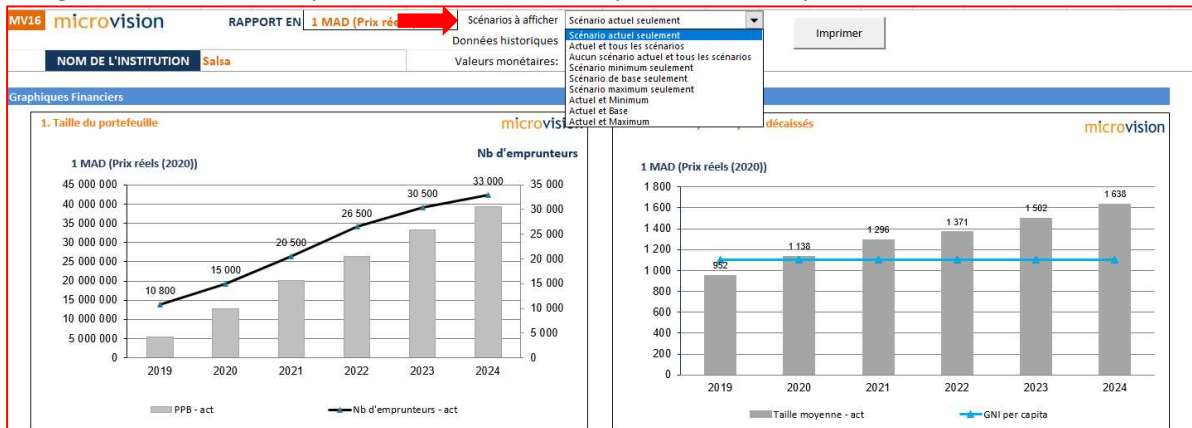 MV16 microvision
RAPPORT EN 1 MAD (Prix
Scénarios à afficher Scénario actuel seulement
Imprimer
Scénario actuel seulement
Actuel et tous les scénarios
Aucun scénario actuel et tous les scénarios
Scénario minimum seulement
Scénario de base seulement
Scénario maximum seulement
Actuel et Minimum
Actuel et Base
Actuel et Maximum
Données historiques
NOM DE L'INSTITUTION Salsa
Valeurs monétaires:
Graphiques Financiers
1. Taille du portefeuille
microvision
1 MAD (Prix réels (2020))
Nb d'emprunteurs
45 000 000
40 000 000
35 000 000
30 000 000
25 000 000
20 000 000
15 000 000
10 000 000
5 000 000
0
35 000
30 000
25 000
20 000
15 000
10 000
5 000
0
10 800
15 000
20 500
26 500
30 500
33 000
2019 2020 2021 2022 2023 2024
PPB - act Nb d'emprunteurs - act
décaissés
microvision
1 MAD (Prix réels (2020))
1 800
1 600
1 400
1 200
1 000
800
600
400
200
0
952
1 138
1 296
1 371
1 502
1 638
2019 2020 2021 2022 2023 2024
Taille moyenne - act GNI per capita